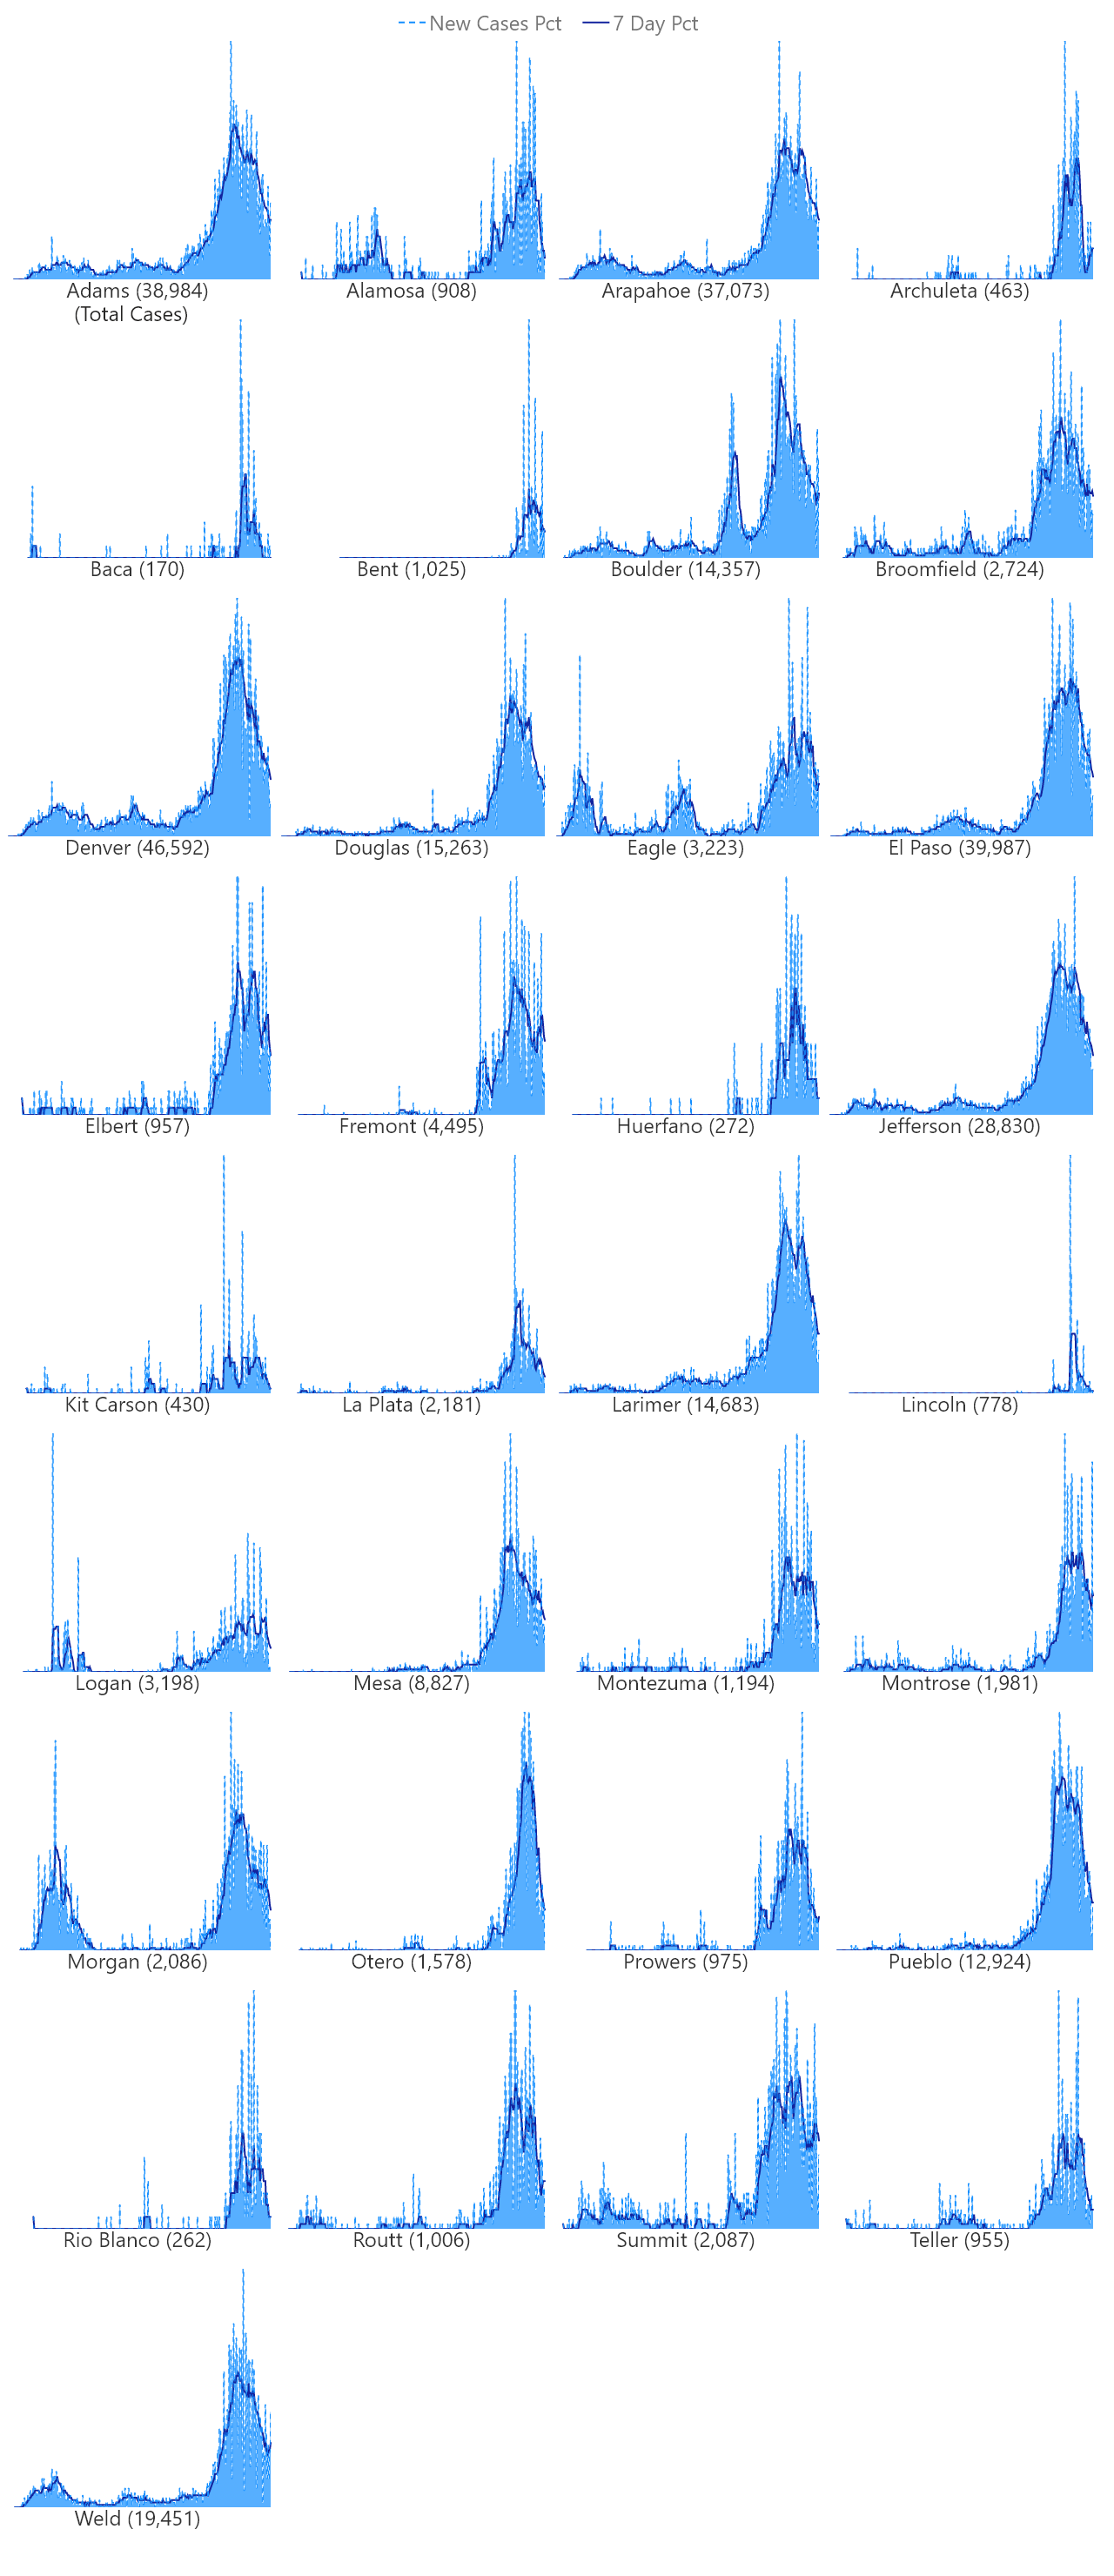 New Cases Pct 7 Day Pct
Adams (38,984)
(Total Cases)
Alamosa (908)
Arapahoe (37,073)
Archuleta (463)
Baca (170)
Bent (1,025)
Boulder (14,357)
Broomfield (2,724)
Denver (46,592)
Douglas (15,263)
Eagle (3,223)
El Paso (39,987)
Elbert (957)
Fremont (4,495)
Huerfano (272)
Jefferson (28,830)
Kit Carson (430)
La Plata (2,181)
Larimer (14,683)
Lincoln (778)
Logan (3,198)
Mesa (8,827)
Montezuma (1,194)
Montrose (1,981)
Morgan (2,086)
Otero (1,578)
Prowers (975)
Pueblo (12,924)
Rio Blanco (262)
Routt (1,006)
Summit (2,087)
Teller (955)
Weld (19,451)